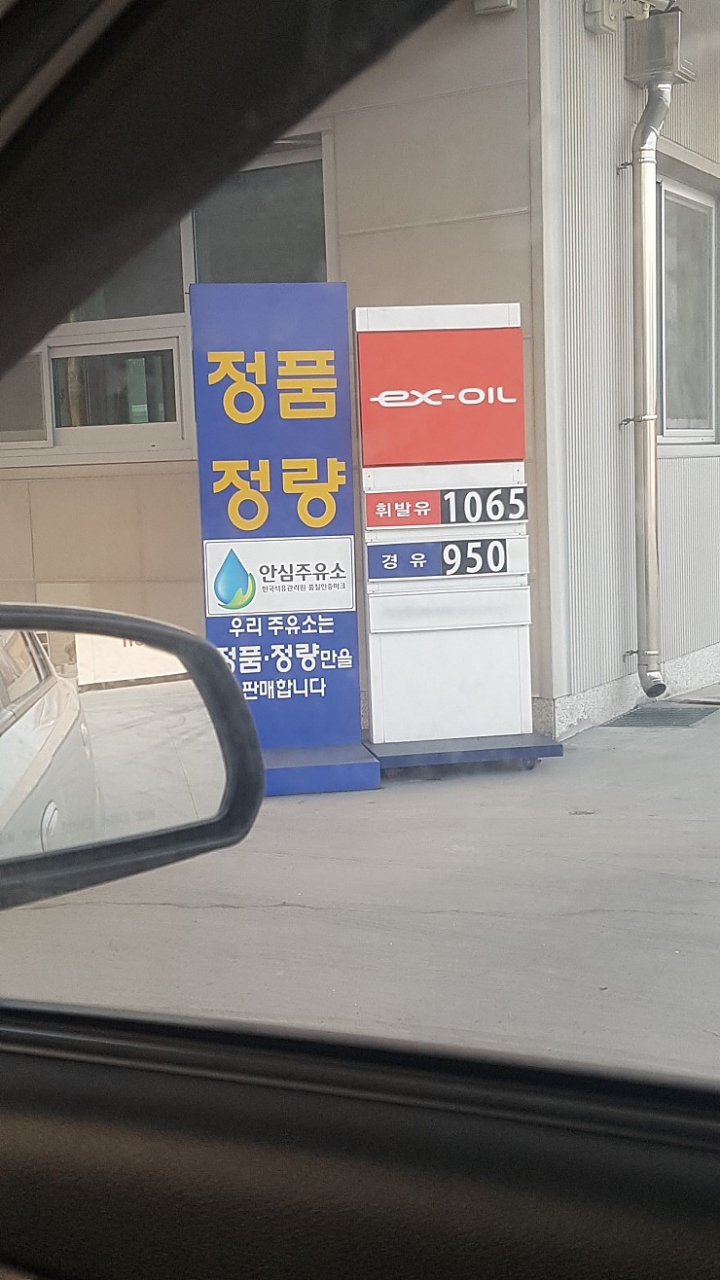 정품
정량
안심주유소
한국석유관리원 품질인증마크
우리 주유소는
정품·정량만을
판매합니다
ex-OIL
휘발유 1065
경유 950